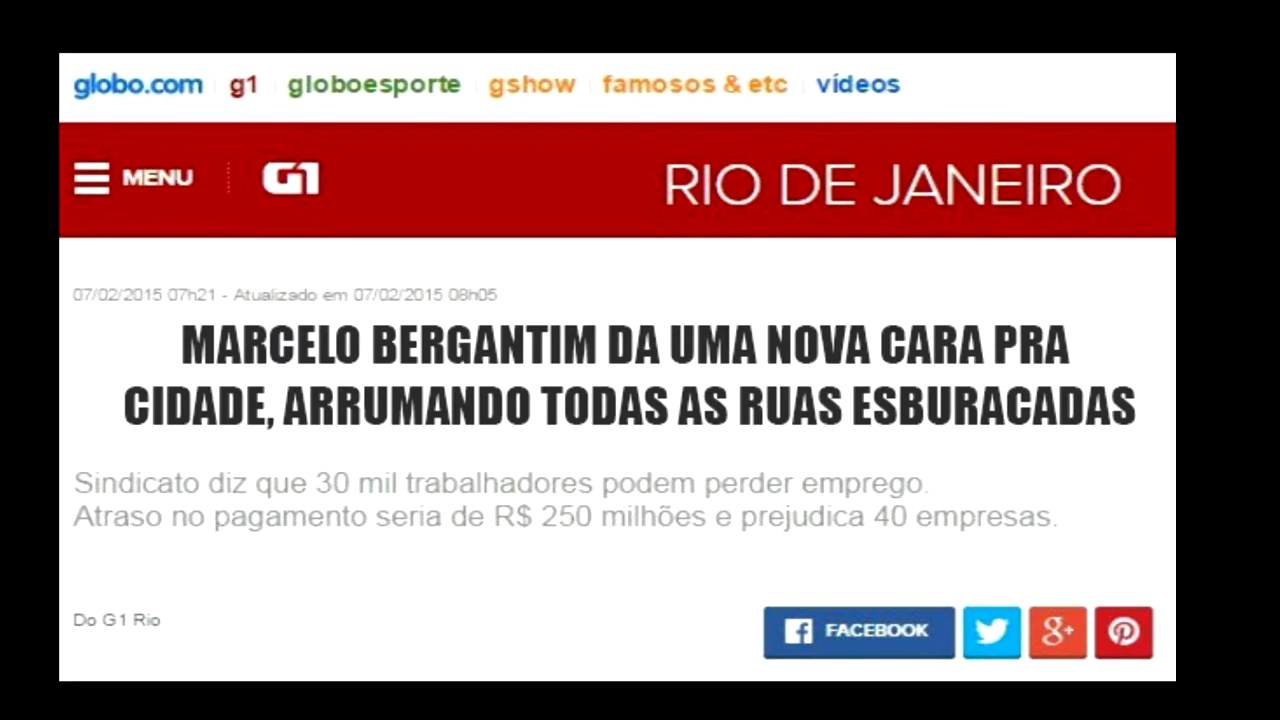 globo.com g1 globoesporte gshow famosos & etc vídeos
MENU G1 RIO DE JANEIRO
07/02/2015 07h21 - Atualizado em 07/02/2015 08h05
MARCELO BERGANTIM DA UMA NOVA CARA PRA
CIDADE, ARRUMANDO TODAS AS RUAS ESBURACADAS
Sindicato diz que 30 mil trabalhadores podem perder emprego.
Atraso no pagamento seria de R$ 250 milhões e prejudica 40 empresas.
Do G1 Rio
FACEBOOK g+